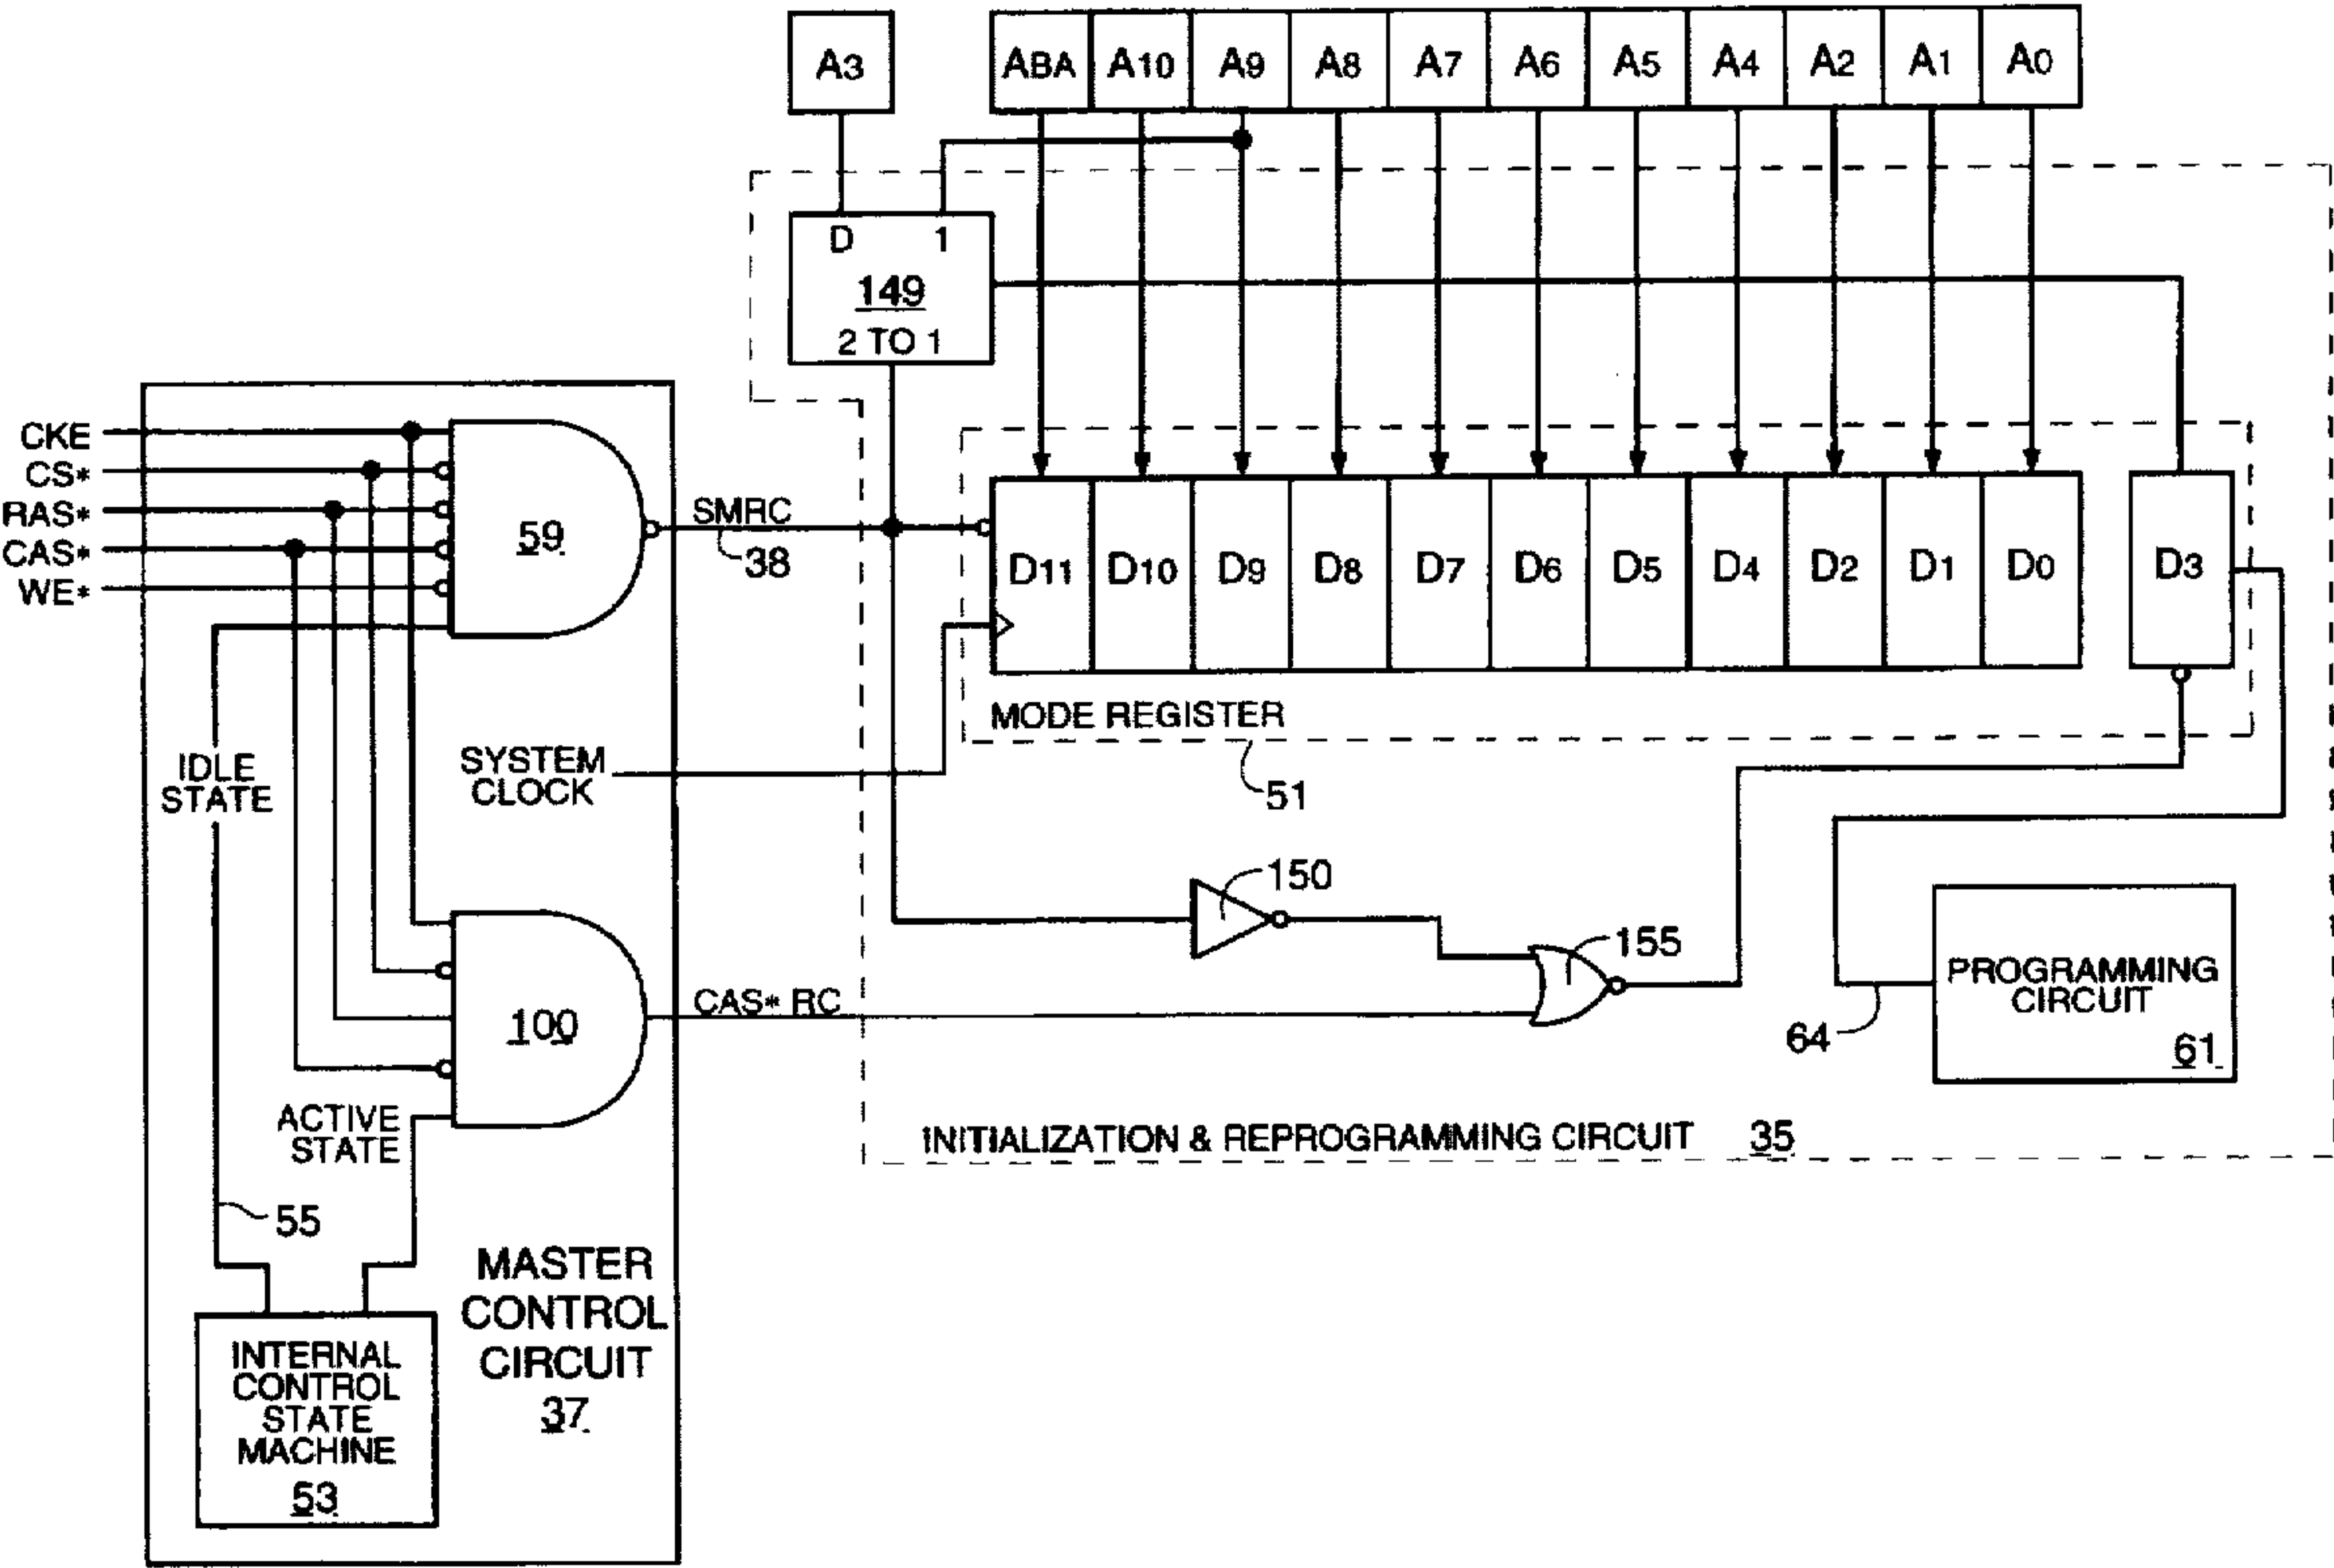 A3
ABA A10 A9 A8 A7 A6 A5 A4 A2 A1 A0
D 1
149
2 TO 1
CKE
CS*
RAS*
CAS*
WE*
59
SMRC
38
D11 D10 D9 D8 D7 D6 D5 D4 D2 D1 D0
D3
MODE REGISTER
51
IDLE
STATE
SYSTEM
CLOCK
150
155
100
CAS* RC
PROGRAMMING
CIRCUIT
61
64
ACTIVE
STATE
INITIALIZATION & REPROGRAMMING CIRCUIT 35
55
MASTER
CONTROL
CIRCUIT
37
INTERNAL
CONTROL
STATE
MACHINE
53